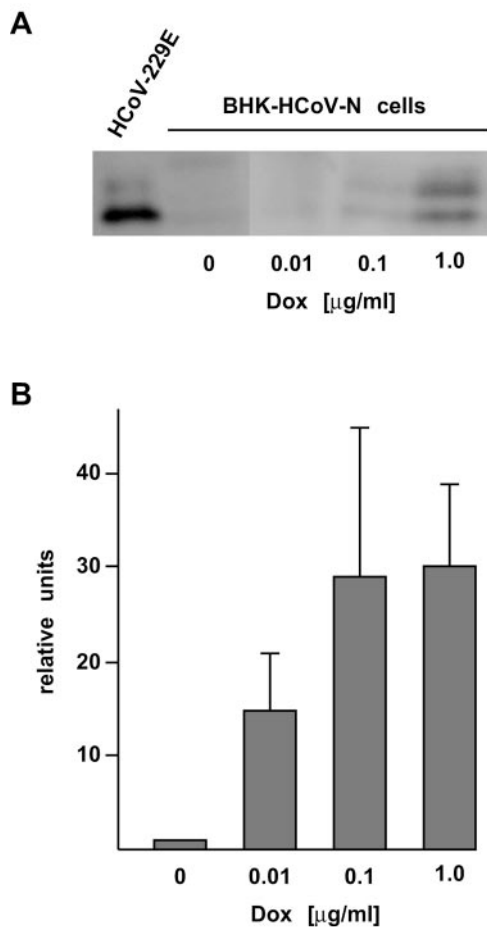 A
HCoV-229E
BHK-HCoV-N cells
0 0.01 0.1 1.0
Dox [µg/ml]
B
relative units
40
30
20
10
0 0.01 0.1 1.0
Dox [µg/ml]